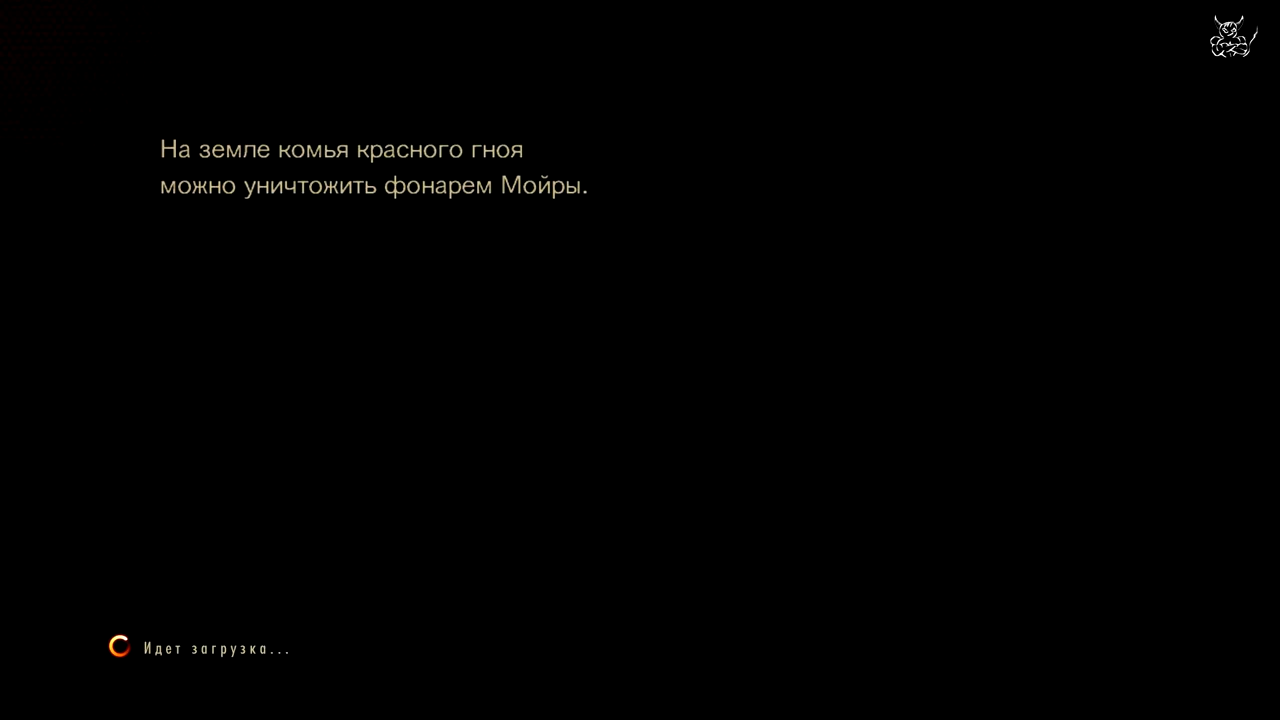 На земле комья красного гноя
можно уничтожить фонарем Мойры.
Идет загрузка...